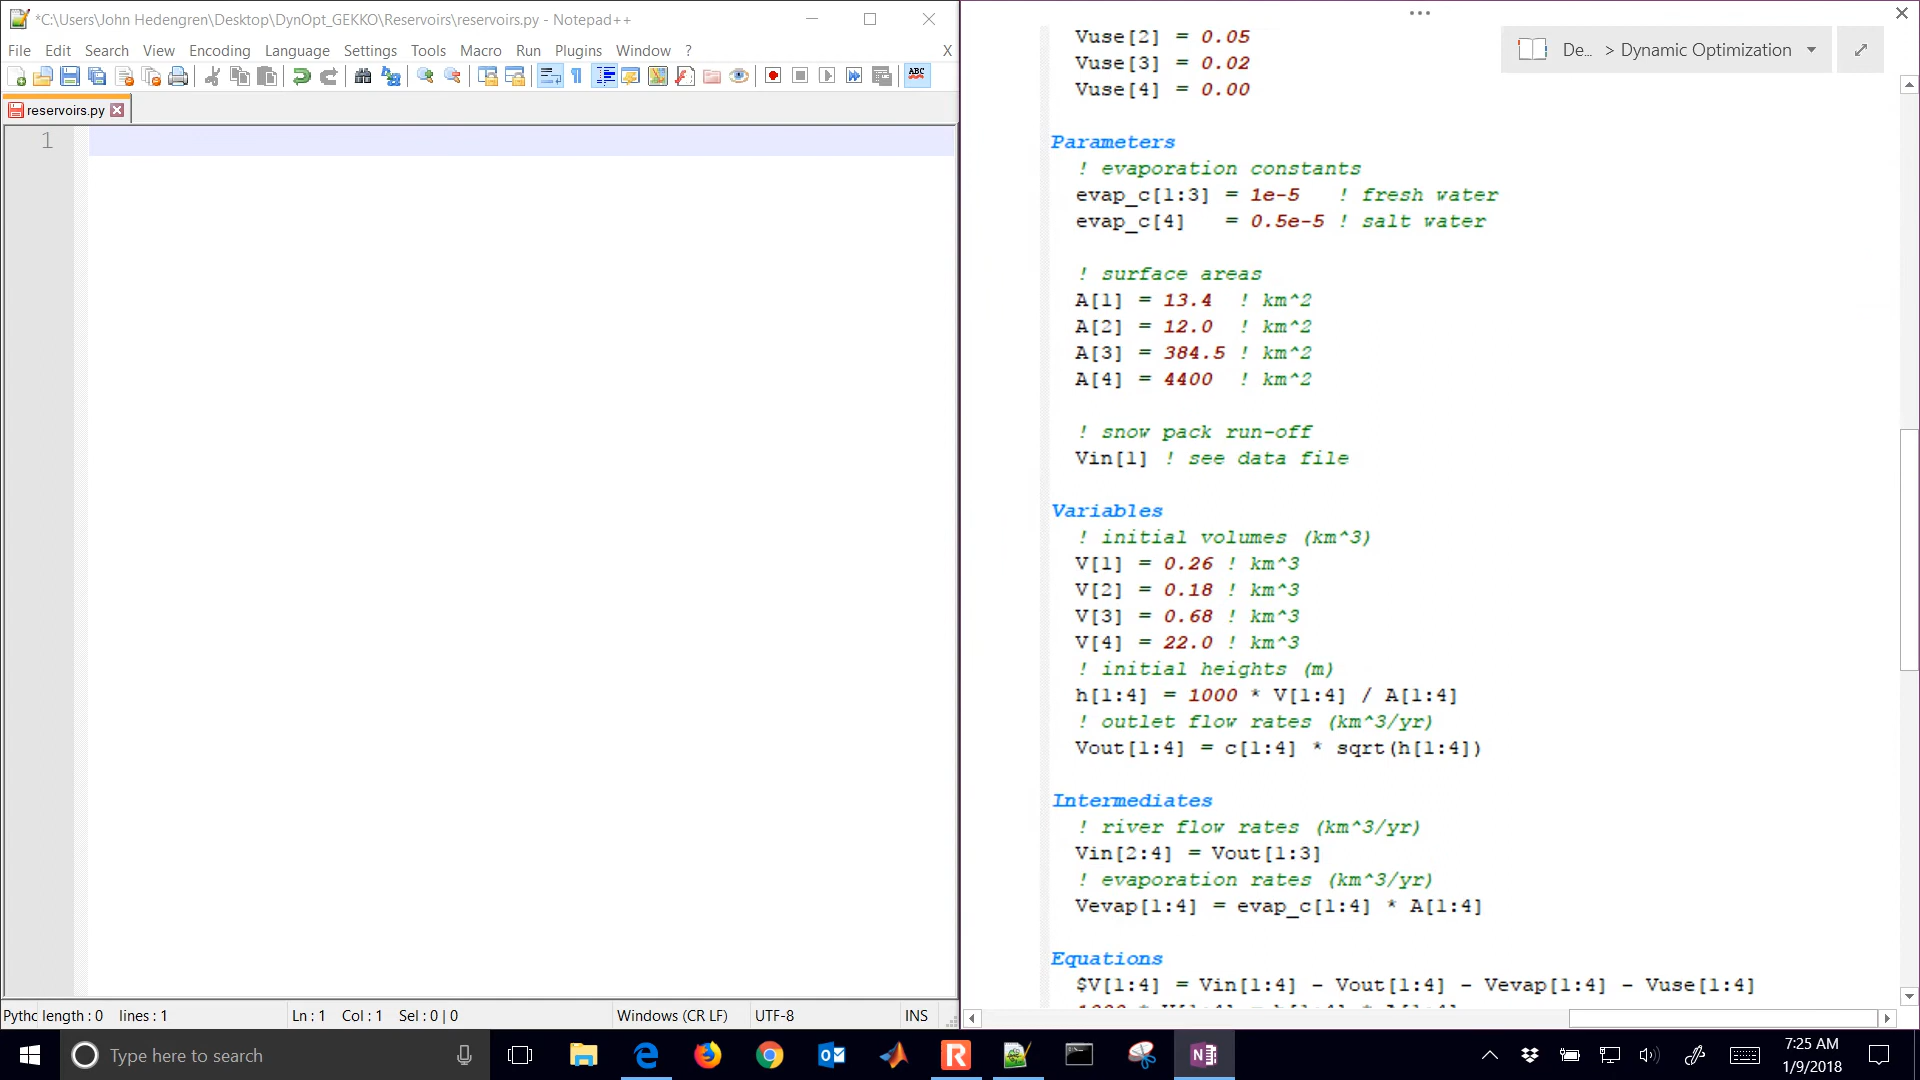 *C:\Users\John Hedengren\Desktop\DynOpt_GEKKO\Reservoirs\reservoirs.py - Notepad++
File Edit Search View Encoding Language Settings Tools Macro Run Plugins Window ?
X
ABC
reservoirs.py
1
Pythc length : 0 lines : 1 Ln : 1 Col : 1 Sel : 0 | 0 Windows (CR LF) UTF-8 INS
De... > Dynamic Optimization
Vuse[2] = 0.05
Vuse[3] = 0.02
Vuse[4] = 0.00
Parameters
! evaporation constants
evap_c[1:3] = 1e-5 ! fresh water
evap_c[4] = 0.5e-5 ! salt water
! surface areas
A[1] = 13.4 ! km^2
A[2] = 12.0 ! km^2
A[3] = 384.5 ! km^2
A[4] = 4400 ! km^2
! snow pack run-off
Vin[1] ! see data file
Variables
! initial volumes (km^3)
V[1] = 0.26 ! km^3
V[2] = 0.18 ! km^3
V[3] = 0.68 ! km^3
V[4] = 22.0 ! km^3
! initial heights (m)
h[1:4] = 1000 * V[1:4] / A[1:4]
! outlet flow rates (km^3/yr)
Vout[1:4] = c[1:4] * sqrt(h[1:4])
Intermediates
! river flow rates (km^3/yr)
Vin[2:4] = Vout[1:3]
! evaporation rates (km^3/yr)
Vevap[1:4] = evap_c[1:4] * A[1:4]
Equations
$V[1:4] = Vin[1:4] - Vout[1:4] - Vevap[1:4] - Vuse[1:4]
Type here to search
7:25 AM
1/9/2018